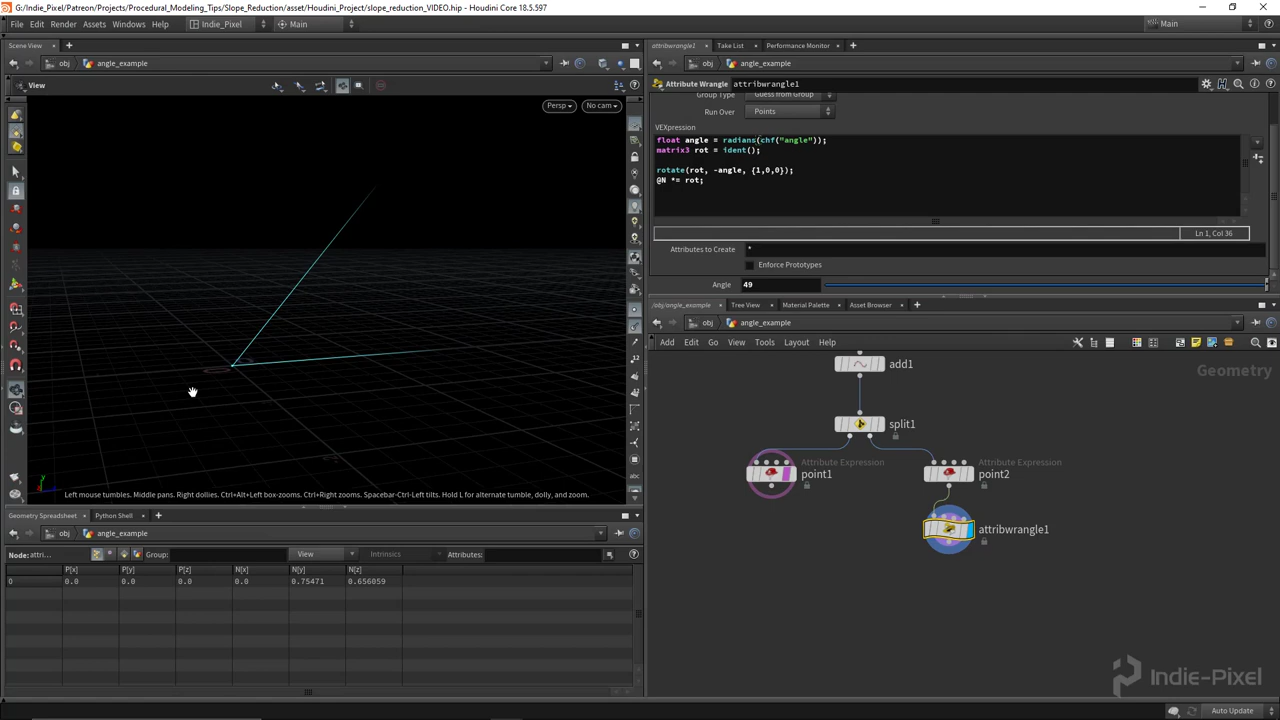 G:/Indie_Pixel/Patreon/Projects/Procedural_Modeling_Tips/Slope_Reduction/asset/Houdini_Project/slope_reduction_VIDEO.hip - Houdini Core 18.5.597
File Edit Render Assets Windows Help Indie_Pixel Main Main
Scene View
obj angle_example
View
Persp No cam
Left mouse tumbles. Middle pans. Right dollies. Ctrl+Alt+Left box-zooms. Ctrl+Right zooms. Spacebar-Ctrl-Left tilts. Hold L for alternate tumble, dolly, and zoom.
Geometry Spreadsheet Python Shell
obj angle_example
Node: attri... Group: View Intrinsics Attributes:
P[x] P[y] P[z] N[x] N[y] N[z]
0 0.0 0.0 0.0 0.0 0.75471 0.656059
attribwrangle1 Take List Performance Monitor
obj angle_example
Attribute Wrangle attribwrangle1
Group Type Guess from Group
Run Over Points
VEXpression
float angle = radians(chf("angle"));
matrix3 rot = ident();
rotate(rot, -angle, {1,0,0});
@N *= rot;
Ln 1, Col 36
Attributes to Create *
Enforce Prototypes
Angle 49
/obj/angle_example Tree View Material Palette Asset Browser
obj angle_example
Add Edit Go View Tools Layout Help
Geometry
add1
split1
Attribute Expression
point1
Attribute Expression
point2
attribwrangle1
Indie-Pixel
Auto Update